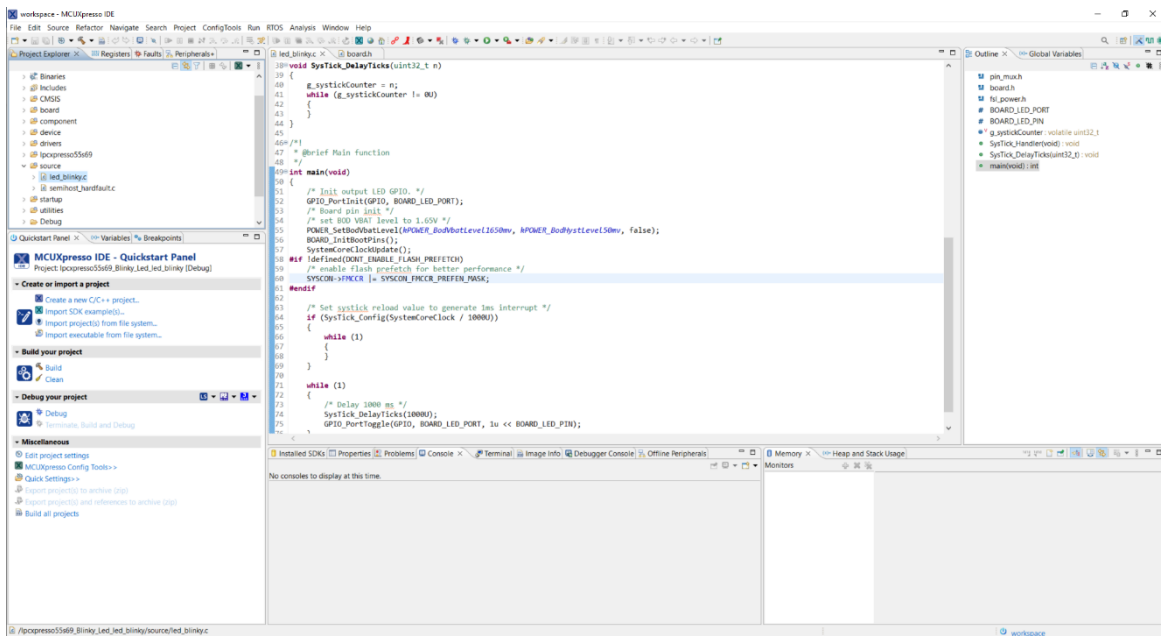 workspace - MCUXpresso IDE
File Edit Source Refactor Navigate Search Project ConfigTools Run RTOS Analysis Window Help
Project Explorer Registers Faults Peripherals+
Binaries
Includes
CMSIS
board
component
device
drivers
lpcxpresso55s69
source
led_blinky.c
semihost_hardfault.c
startup
utilities
Debug
Quickstart Panel Variables Breakpoints
MCUXpresso IDE - Quickstart Panel
Project: lpcxpresso55s69_Blinky_Led_led_blinky [Debug]
Create or import a project
Create a new C/C++ project...
Import SDK example(s)...
Import project(s) from file system...
Import executable from file system...
Build your project
Build
Clean
Debug your project
Debug
Terminate, Build and Debug
Miscellaneous
Edit project settings
MCUXpresso Config Tools>>
Quick Settings>>
Export project(s) to archive (zip)
Export project(s) and references to archive (zip)
Build all projects
led_blinky.c board.h
38 void SysTick_DelayTicks(uint32_t n)
39 {
40 g_systickCounter = n;
41 while (g_systickCounter != 0U)
42 {
43 }
44 }
45
46 /*!
47 * @brief Main function
48 */
49 int main(void)
50 {
51 /* Init output LED GPIO. */
52 GPIO_PortInit(GPIO, BOARD_LED_PORT);
53 /* Board pin init */
54 /* set BOD VBAT level to 1.65V */
55 POWER_SetBodVbatLevel(kPOWER_BodVbatLevel1650mv, kPOWER_BodHystLevel50mv, false);
56 BOARD_InitBootPins();
57 SystemCoreClockUpdate();
58 #if !defined(DONT_ENABLE_FLASH_PREFETCH)
59 /* enable flash prefetch for better performance */
60 SYSCON->FMCCR |= SYSCON_FMCCR_PREFEN_MASK;
61 #endif
62
63 /* Set systick reload value to generate 1ms interrupt */
64 if (SysTick_Config(SystemCoreClock / 1000U))
65 {
66 while (1)
67 {
68 }
69 }
70
71 while (1)
72 {
73 /* Delay 1000 ms */
74 SysTick_DelayTicks(1000U);
75 GPIO_PortToggle(GPIO, BOARD_LED_PORT, 1u << BOARD_LED_PIN);
Outline Global Variables
pin_mux.h
board.h
fsl_power.h
BOARD_LED_PORT
BOARD_LED_PIN
g_systickCounter : volatile uint32_t
SysTick_Handler(void) : void
SysTick_DelayTicks(uint32_t) : void
main(void) : int
Installed SDKs Properties Problems Console Terminal Image Info Debugger Console Offline Peripherals
No consoles to display at this time.
Memory Heap and Stack Usage
Monitors
/lpcxpresso55s69_Blinky_Led_led_blinky/source/led_blinky.c
workspace